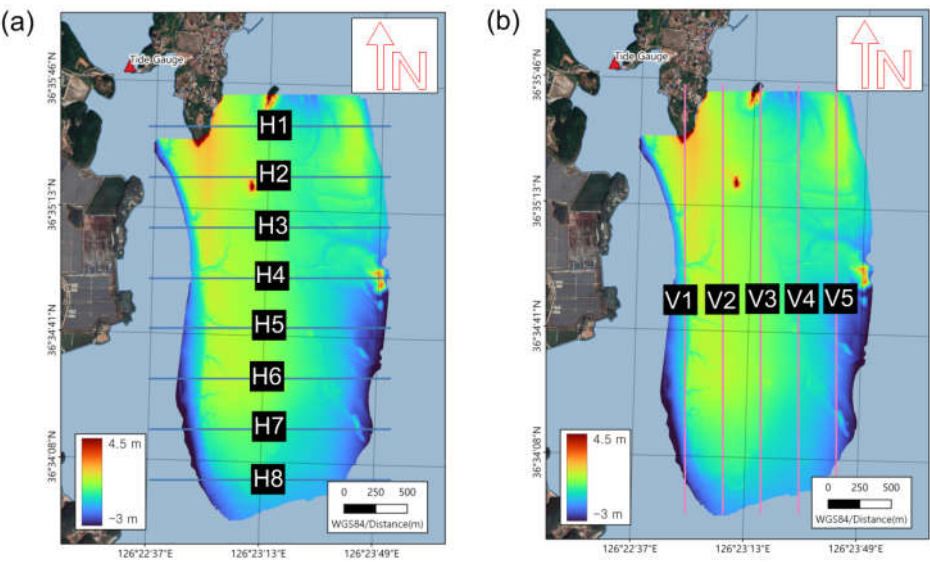 (a)
Tide Gauge
N
36°35'46"N
36°35'13"N
36°34'41"N
36°34'08"N
H1
H2
H3
H4
H5
H6
H7
H8
4.5 m
−3 m
0 250 500
WGS84/Distance(m)
126°22'37"E 126°23'13"E 126°23'49"E
(b)
Tide Gauge
N
36°35'46"N
36°35'13"N
36°34'41"N
36°34'08"N
V1 V2 V3 V4 V5
4.5 m
−3 m
0 250 500
WGS84/Distance(m)
126°22'37"E 126°23'13"E 126°23'49"E